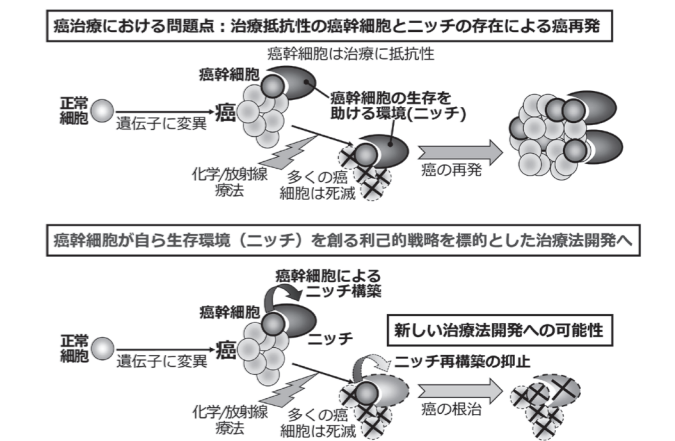 癌治療における問題点：治療抵抗性の癌幹細胞とニッチの存在による癌再発
癌幹細胞は治療に抵抗性
癌幹細胞
正常
細胞
遺伝子に変異
癌
癌幹細胞の生存を
助ける環境(ニッチ)
化学/放射線
療法
多くの癌
細胞は死滅
癌の再発
癌幹細胞が自ら生存環境（ニッチ）を創る利己的戦略を標的とした治療法開発へ
癌幹細胞による
ニッチ構築
癌幹細胞
ニッチ
正常
細胞
遺伝子に変異
癌
新しい治療法開発への可能性
ニッチ再構築の抑止
化学/放射線
療法
多くの癌
細胞は死滅
癌の根治